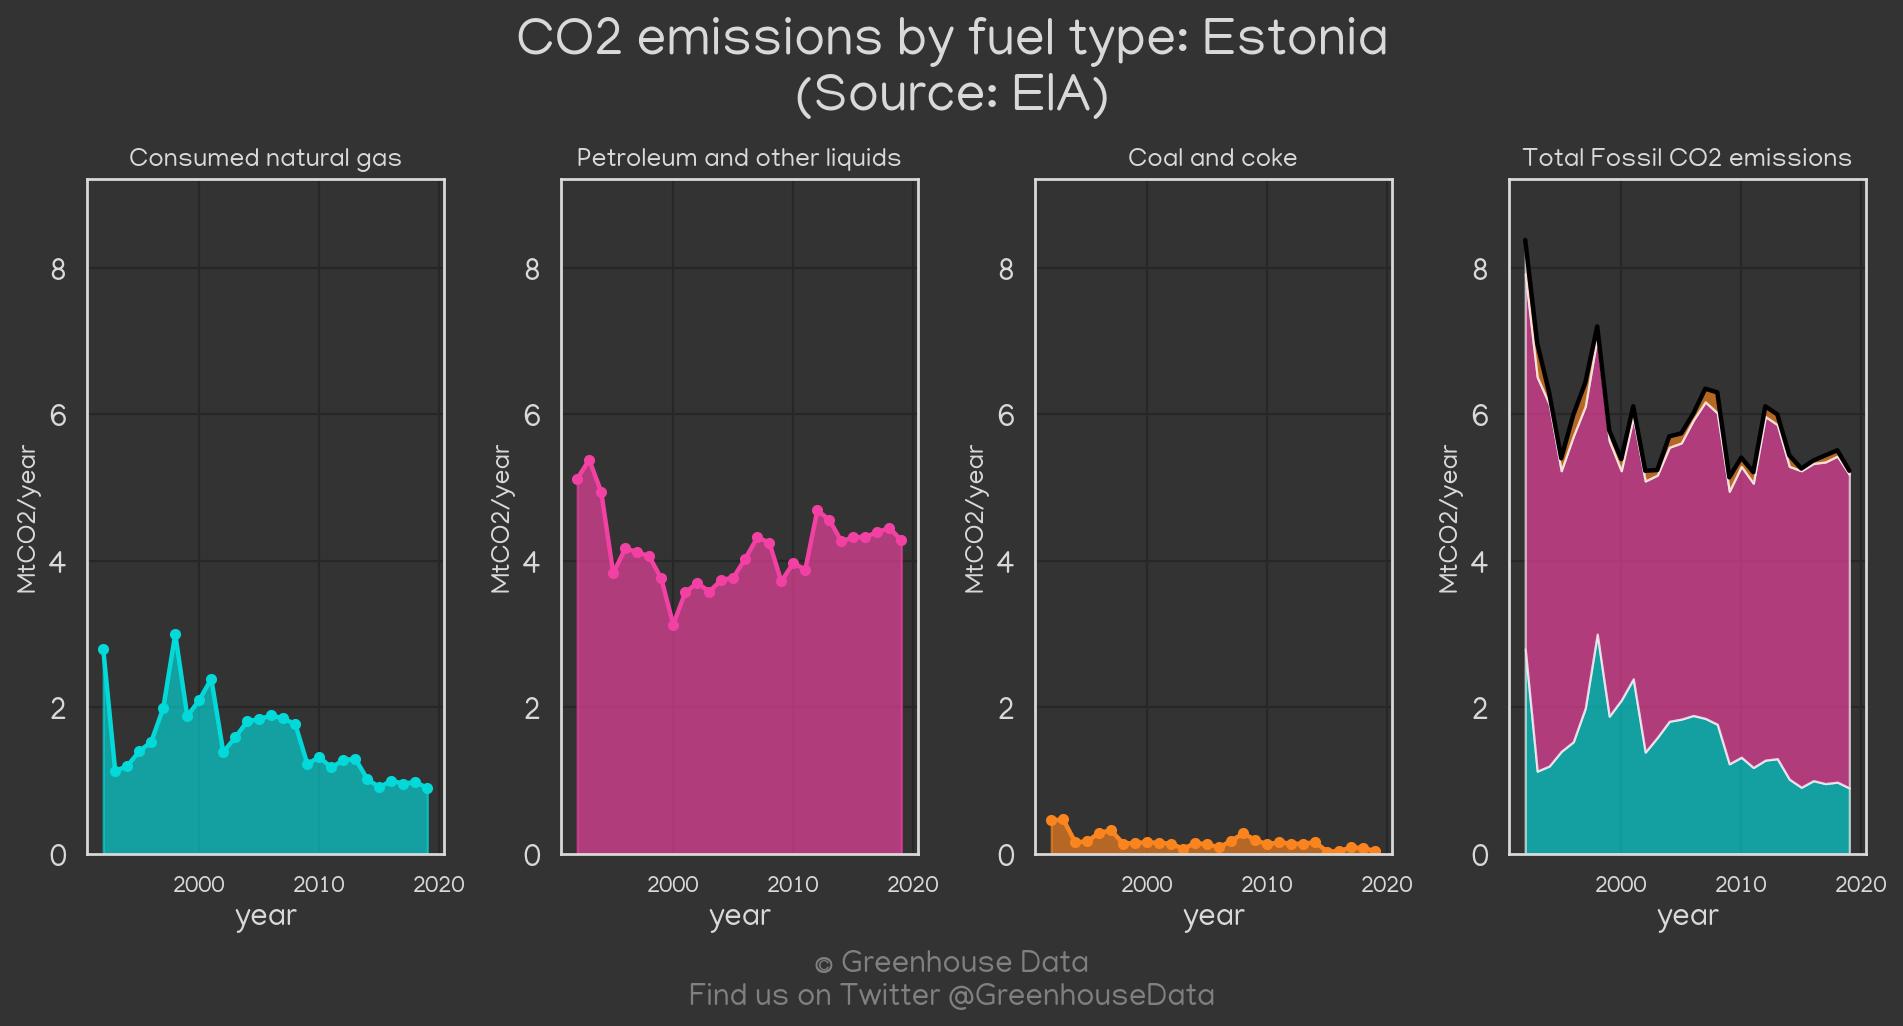 CO2 emissions by fuel type: Estonia
(Source: EIA)
Consumed natural gas
Petroleum and other liquids
Coal and coke
Total Fossil CO2 emissions
MtCO2/year
8
6
4
2
0
2000 2010 2020
year
MtCO2/year
8
6
4
2
0
2000 2010 2020
year
MtCO2/year
8
6
4
2
0
2000 2010 2020
year
MtCO2/year
8
6
4
2
0
2000 2010 2020
year
© Greenhouse Data
Find us on Twitter @GreenhouseData